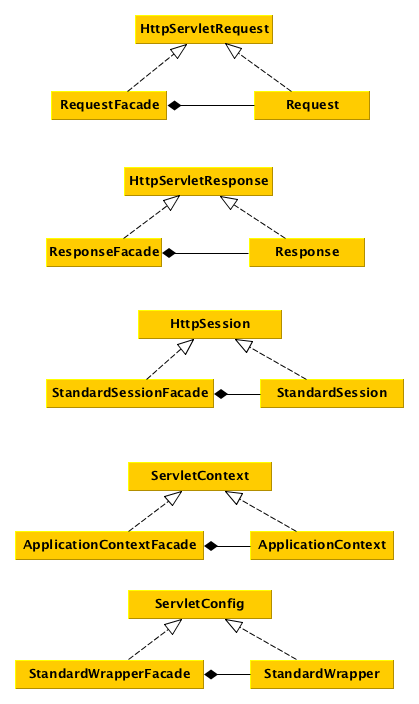 HttpServletRequest
RequestFacade
Request
HttpServletResponse
ResponseFacade
Response
HttpSession
StandardSessionFacade
StandardSession
ServletContext
ApplicationContextFacade
ApplicationContext
ServletConfig
StandardWrapperFacade
StandardWrapper